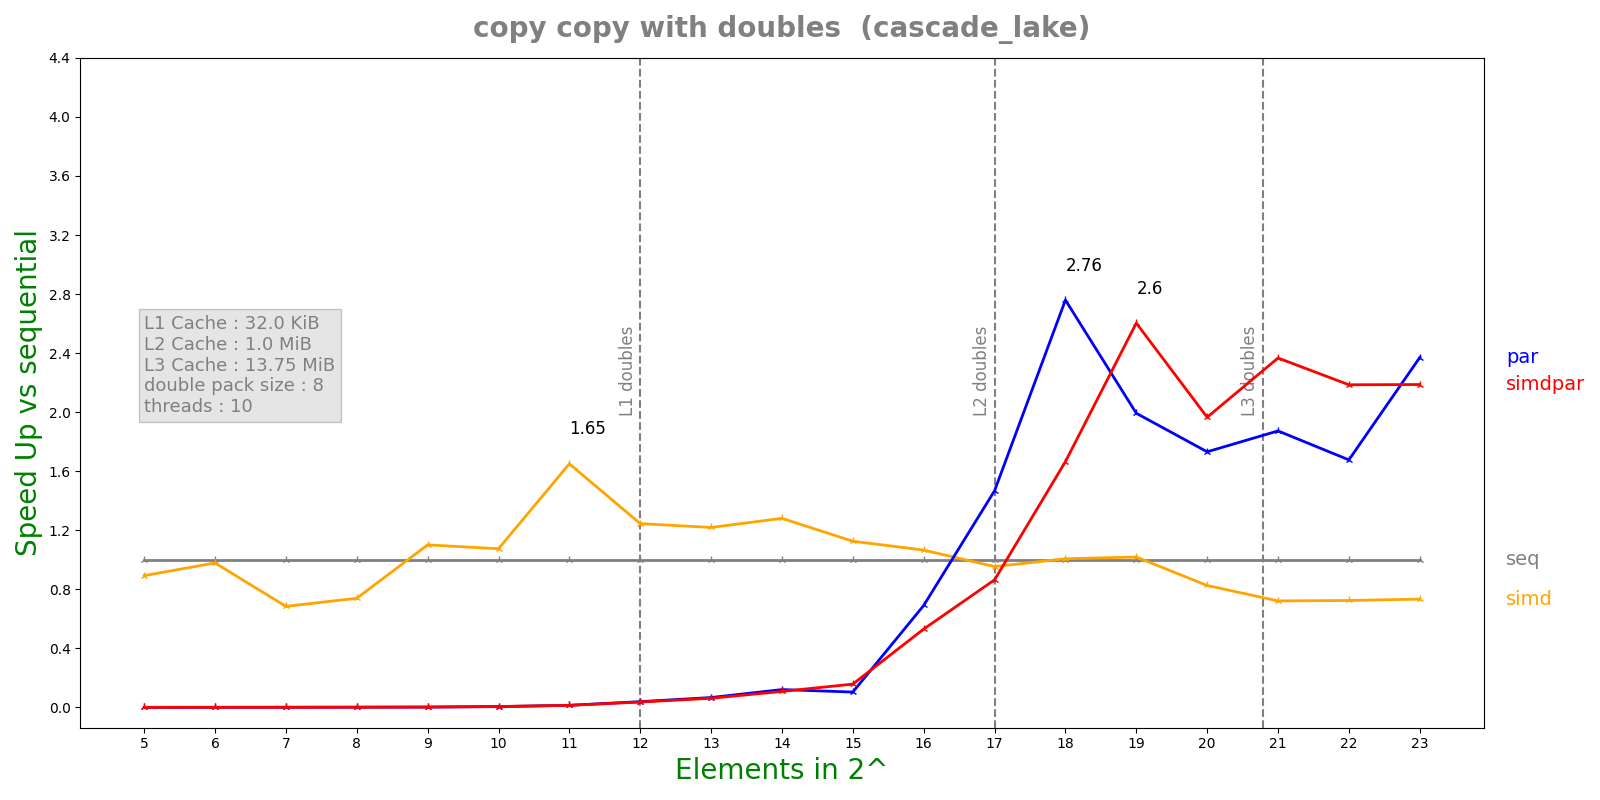 copy copy with doubles (cascade_lake)
Speed Up vs sequential
4.4
4.0
3.6
3.2
2.8
2.4
2.0
1.6
1.2
0.8
0.4
0.0
L1 Cache : 32.0 KiB
L2 Cache : 1.0 MiB
L3 Cache : 13.75 MiB
double pack size : 8
threads : 10
1.65
2.76
2.6
L1 doubles
L2 doubles
L3 doubles
par
simdpar
seq
simd
5 6 7 8 9 10 11 12 13 14 15 16 17 18 19 20 21 22 23
Elements in 2^